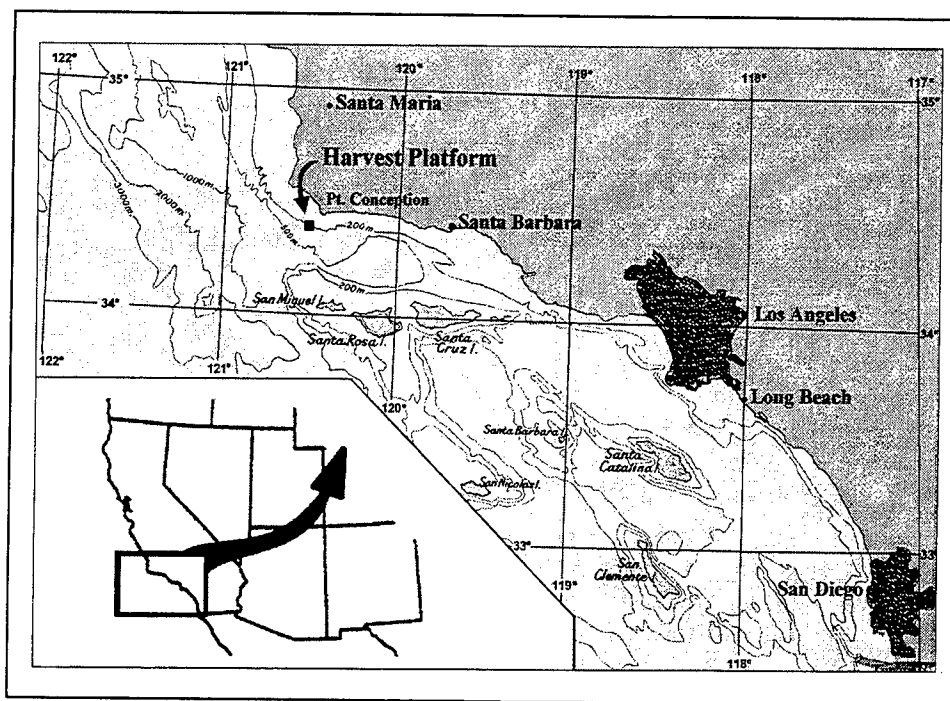 122°
121°
120°
119°
118°
117°
35°
35°
Santa Maria
Harvest Platform
Pt. Conception
1000m.
3000m.
2000m.
500m.
200m.
Santa Barbara
200m.
34°
San Miguel I.
Santa Rosa I.
Santa
Cruz I.
Los Angeles
34°
122°
121°
120°
Long Beach
Santa Barbara I.
Santa
Catalina I.
San Nicolas I.
33°
33°
San
Clemente I.
119°
San Diego
118°
117°